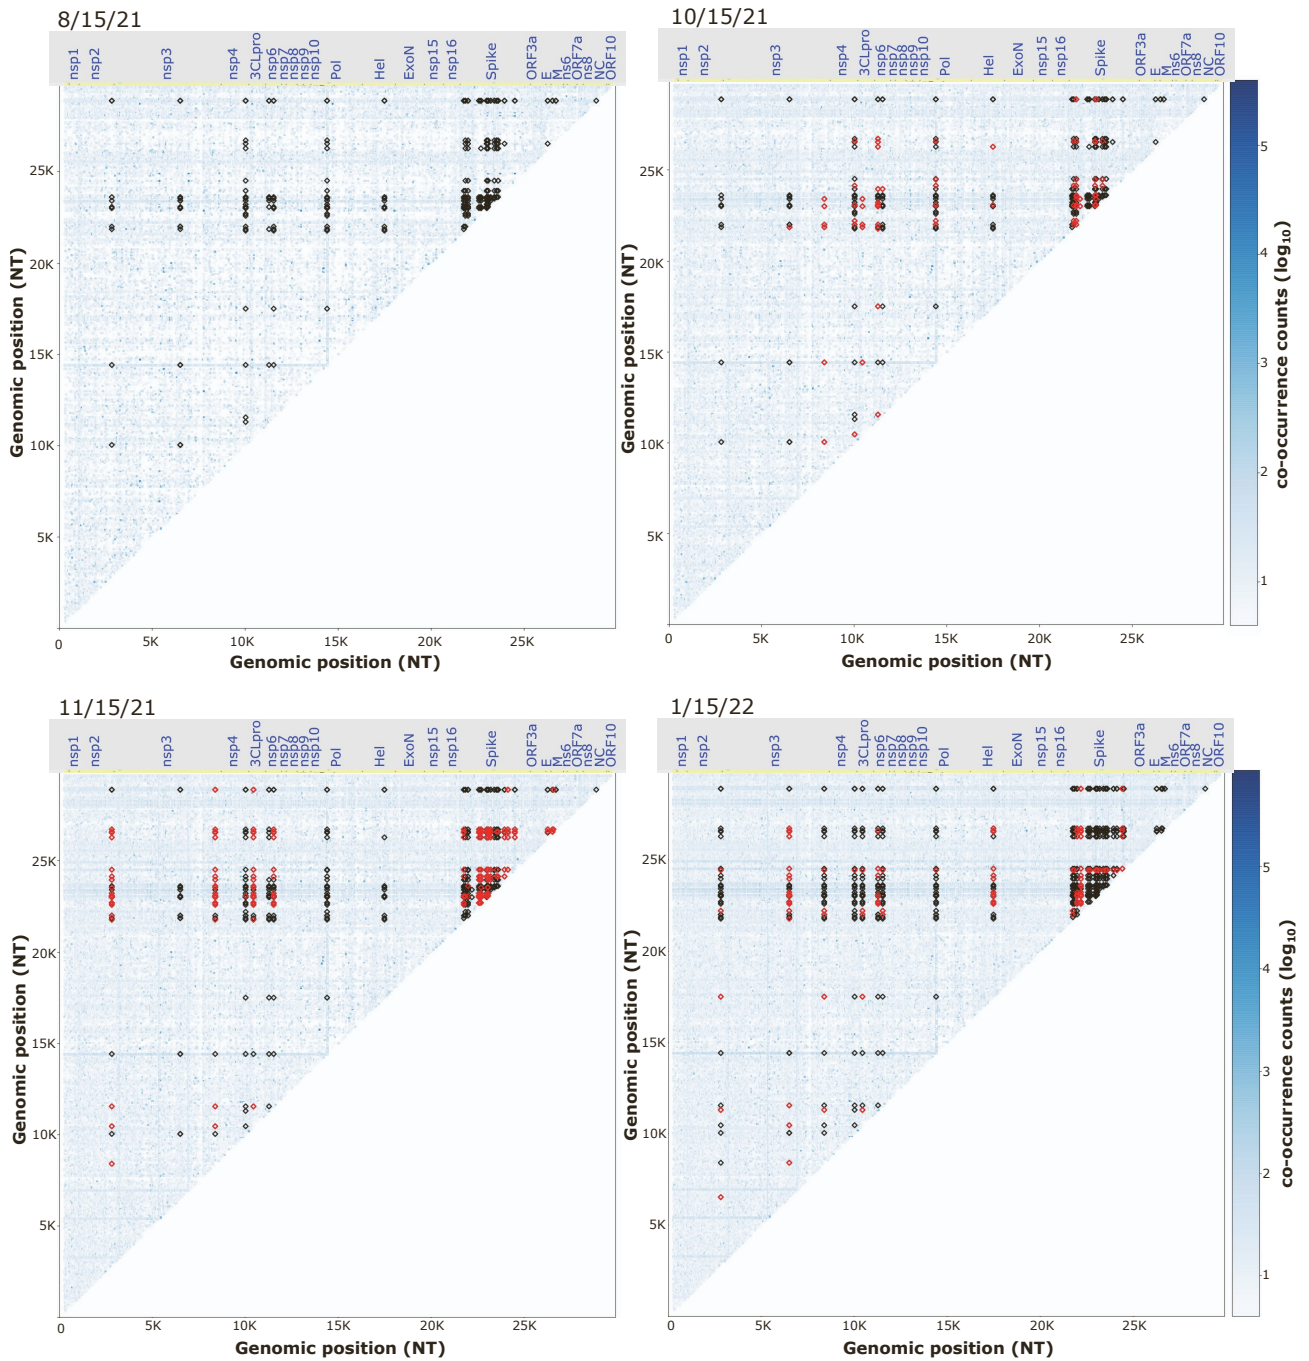 8/15/21
nsp1 nsp2 nsp3 nsp4 3CLpro nsp6 nsp7 nsp8 nsp9 nsp10 Pol Hel ExoN nsp15 nsp16 Spike ORF3a E M ns6 ORF7a ns8 NC ORF10
25K
20K
15K
10K
5K
Genomic position (NT)
0 5K 10K 15K 20K 25K
Genomic position (NT)
10/15/21
nsp1 nsp2 nsp3 nsp4 3CLpro nsp6 nsp7 nsp8 nsp9 nsp10 Pol Hel ExoN nsp15 nsp16 Spike ORF3a E M ns6 ORF7a ns8 NC ORF10
25K
20K
15K
10K
5K
Genomic position (NT)
0 5K 10K 15K 20K 25K
Genomic position (NT)
5
4
3
2
1
co-occurrence counts (log10)
11/15/21
nsp1 nsp2 nsp3 nsp4 3CLpro nsp6 nsp7 nsp8 nsp9 nsp10 Pol Hel ExoN nsp15 nsp16 Spike ORF3a E M ns6 ORF7a ns8 NC ORF10
25K
20K
15K
10K
5K
Genomic position (NT)
0 5K 10K 15K 20K 25K
Genomic position (NT)
1/15/22
nsp1 nsp2 nsp3 nsp4 3CLpro nsp6 nsp7 nsp8 nsp9 nsp10 Pol Hel ExoN nsp15 nsp16 Spike ORF3a E M ns6 ORF7a ns8 NC ORF10
25K
20K
15K
10K
5K
Genomic position (NT)
0 5K 10K 15K 20K 25K
Genomic position (NT)
5
4
3
2
1
co-occurrence counts (log10)